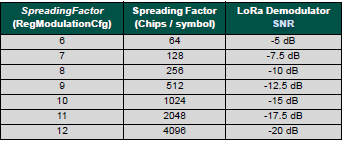 SpreadingFactor (RegModulationCfg) Spreading Factor (Chips / symbol) LoRa Demodulator SNR
6 64 -5 dB
7 128 -7.5 dB
8 256 -10 dB
9 512 -12.5 dB
10 1024 -15 dB
11 2048 -17.5 dB
12 4096 -20 dB